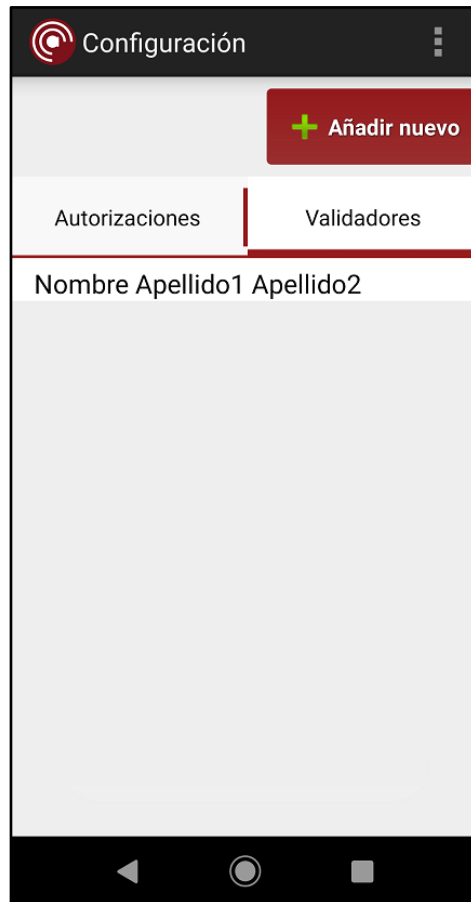 Configuración
Añadir nuevo
Autorizaciones Validadores
Nombre Apellido1 Apellido2